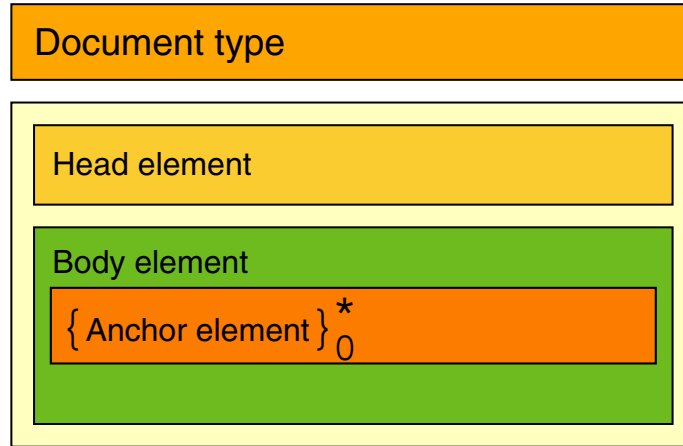 Document type
Head element
Body element
{ Anchor element } * 0